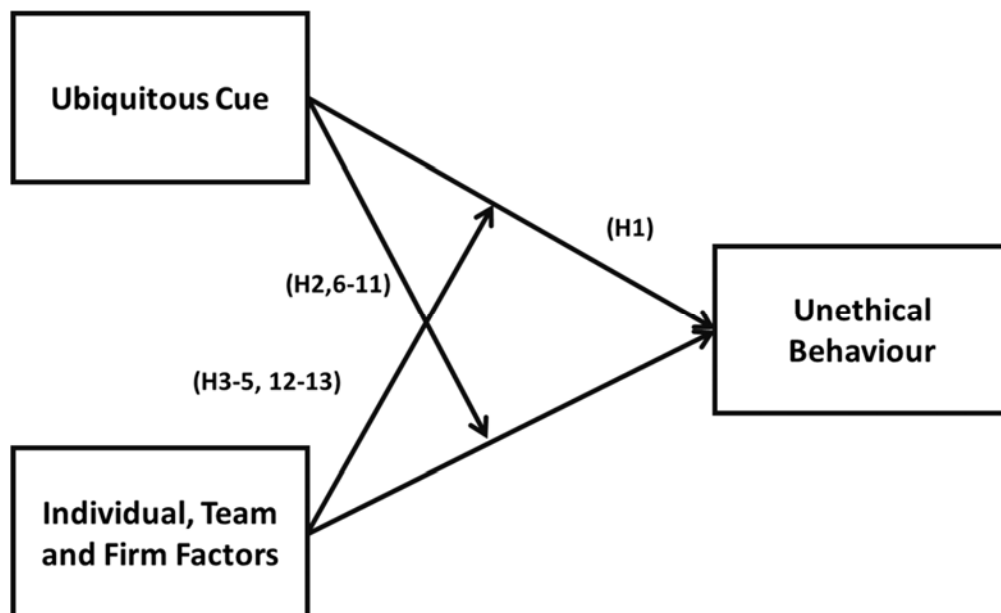 Ubiquitous Cue
(H1)
(H2,6-11)
Unethical
Behaviour
(H3-5, 12-13)
Individual, Team
and Firm Factors